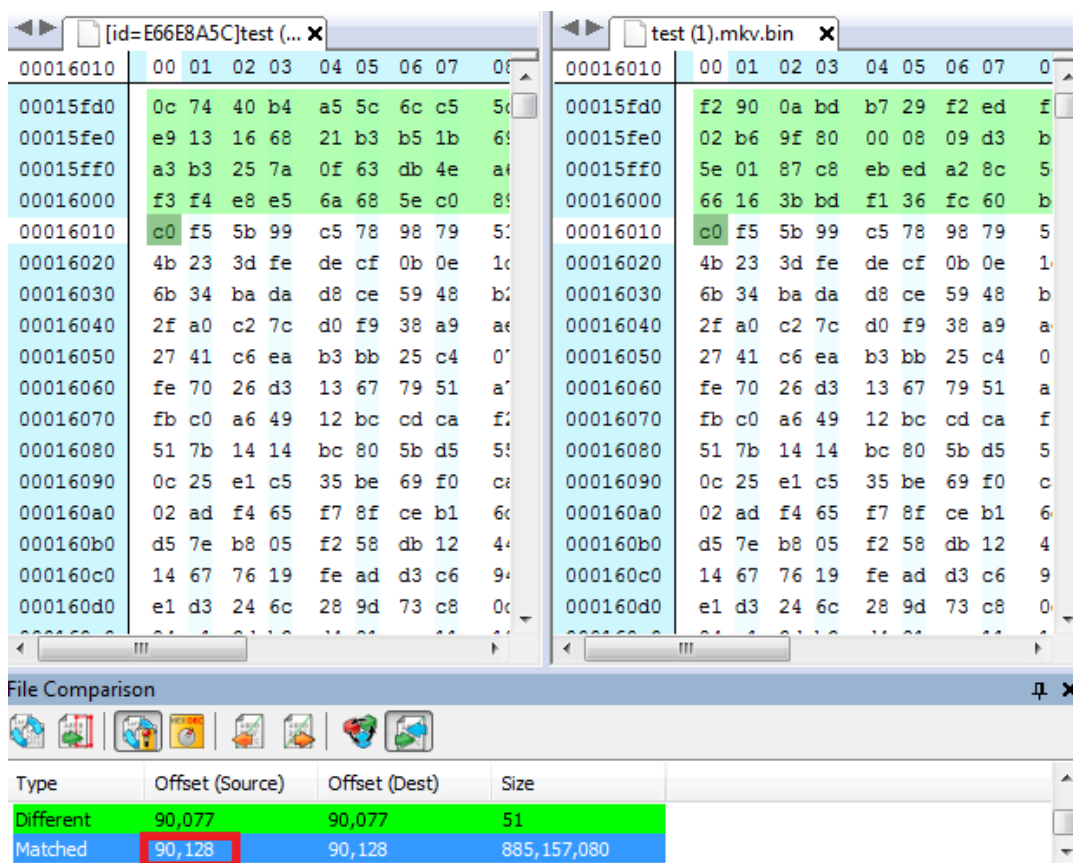 [id=E66E8A5C]test (...
test (1).mkv.bin
00016010 00 01 02 03 04 05 06 07
00016010 00 01 02 03 04 05 06 07
00015fd0 0c 74 40 b4 a5 5c 6c c5
00015fd0 f2 90 0a bd b7 29 f2 ed
00015fe0 e9 13 16 68 21 b3 b5 1b
00015fe0 02 b6 9f 80 00 08 09 d3
00015ff0 a3 b3 25 7a 0f 63 db 4e
00015ff0 5e 01 87 c8 eb ed a2 8c
00016000 f3 f4 e8 e5 6a 68 5e c0
00016000 66 16 3b bd f1 36 fc 60
00016010 c0 f5 5b 99 c5 78 98 79
00016010 c0 f5 5b 99 c5 78 98 79
00016020 4b 23 3d fe de cf 0b 0e
00016020 4b 23 3d fe de cf 0b 0e
00016030 6b 34 ba da d8 ce 59 48
00016030 6b 34 ba da d8 ce 59 48
00016040 2f a0 c2 7c d0 f9 38 a9
00016040 2f a0 c2 7c d0 f9 38 a9
00016050 27 41 c6 ea b3 bb 25 c4
00016050 27 41 c6 ea b3 bb 25 c4
00016060 fe 70 26 d3 13 67 79 51
00016060 fe 70 26 d3 13 67 79 51
00016070 fb c0 a6 49 12 bc cd ca
00016070 fb c0 a6 49 12 bc cd ca
00016080 51 7b 14 14 bc 80 5b d5
00016080 51 7b 14 14 bc 80 5b d5
00016090 0c 25 e1 c5 35 be 69 f0
00016090 0c 25 e1 c5 35 be 69 f0
000160a0 02 ad f4 65 f7 8f ce b1
000160a0 02 ad f4 65 f7 8f ce b1
000160b0 d5 7e b8 05 f2 58 db 12
000160b0 d5 7e b8 05 f2 58 db 12
000160c0 14 67 76 19 fe ad d3 c6
000160c0 14 67 76 19 fe ad d3 c6
000160d0 e1 d3 24 6c 28 9d 73 c8
000160d0 e1 d3 24 6c 28 9d 73 c8
File Comparison
HEX DEC
Type Offset (Source) Offset (Dest) Size
Different 90,077 90,077 51
Matched 90,128 90,128 885,157,080